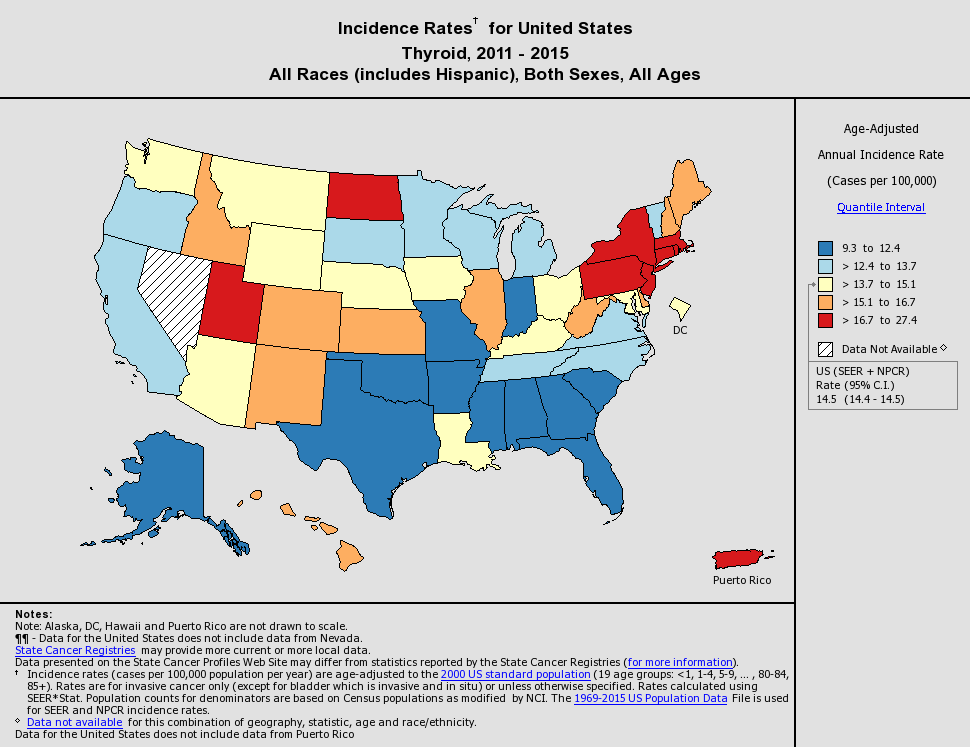 Incidence Rates† for United States
Thyroid, 2011 - 2015
All Races (includes Hispanic), Both Sexes, All Ages
Age-Adjusted
Annual Incidence Rate
(Cases per 100,000)
Quantile Interval
9.3 to 12.4
> 12.4 to 13.7
> 13.7 to 15.1
> 15.1 to 16.7
> 16.7 to 27.4
Data Not Available ◊
US (SEER + NPCR)
Rate (95% C.I.)
14.5 (14.4 - 14.5)
DC
Puerto Rico
Notes:
Note: Alaska, DC, Hawaii and Puerto Rico are not drawn to scale.
¶¶ - Data for the United States does not include data from Nevada.
State Cancer Registries may provide more current or more local data.
Data presented on the State Cancer Profiles Web Site may differ from statistics reported by the State Cancer Registries (for more information).
† Incidence rates (cases per 100,000 population per year) are age-adjusted to the 2000 US standard population (19 age groups: <1, 1-4, 5-9, ... , 80-84,
85+). Rates are for invasive cancer only (except for bladder which is invasive and in situ) or unless otherwise specified. Rates calculated using
SEER*Stat. Population counts for denominators are based on Census populations as modified by NCI. The 1969-2015 US Population Data File is used
for SEER and NPCR incidence rates.
◊ Data not available for this combination of geography, statistic, age and race/ethnicity.
Data for the United States does not include data from Puerto Rico